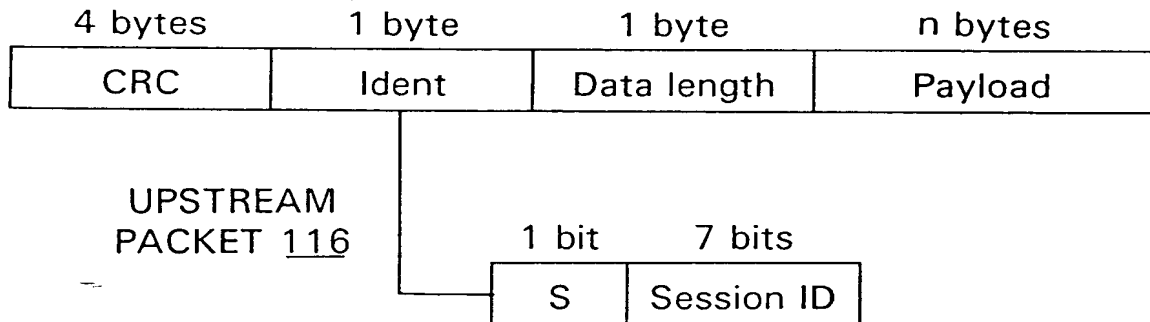 4 bytes 1 byte 1 byte n bytes
CRC Ident Data length Payload
UPSTREAM
PACKET 116
1 bit 7 bits
S Session ID